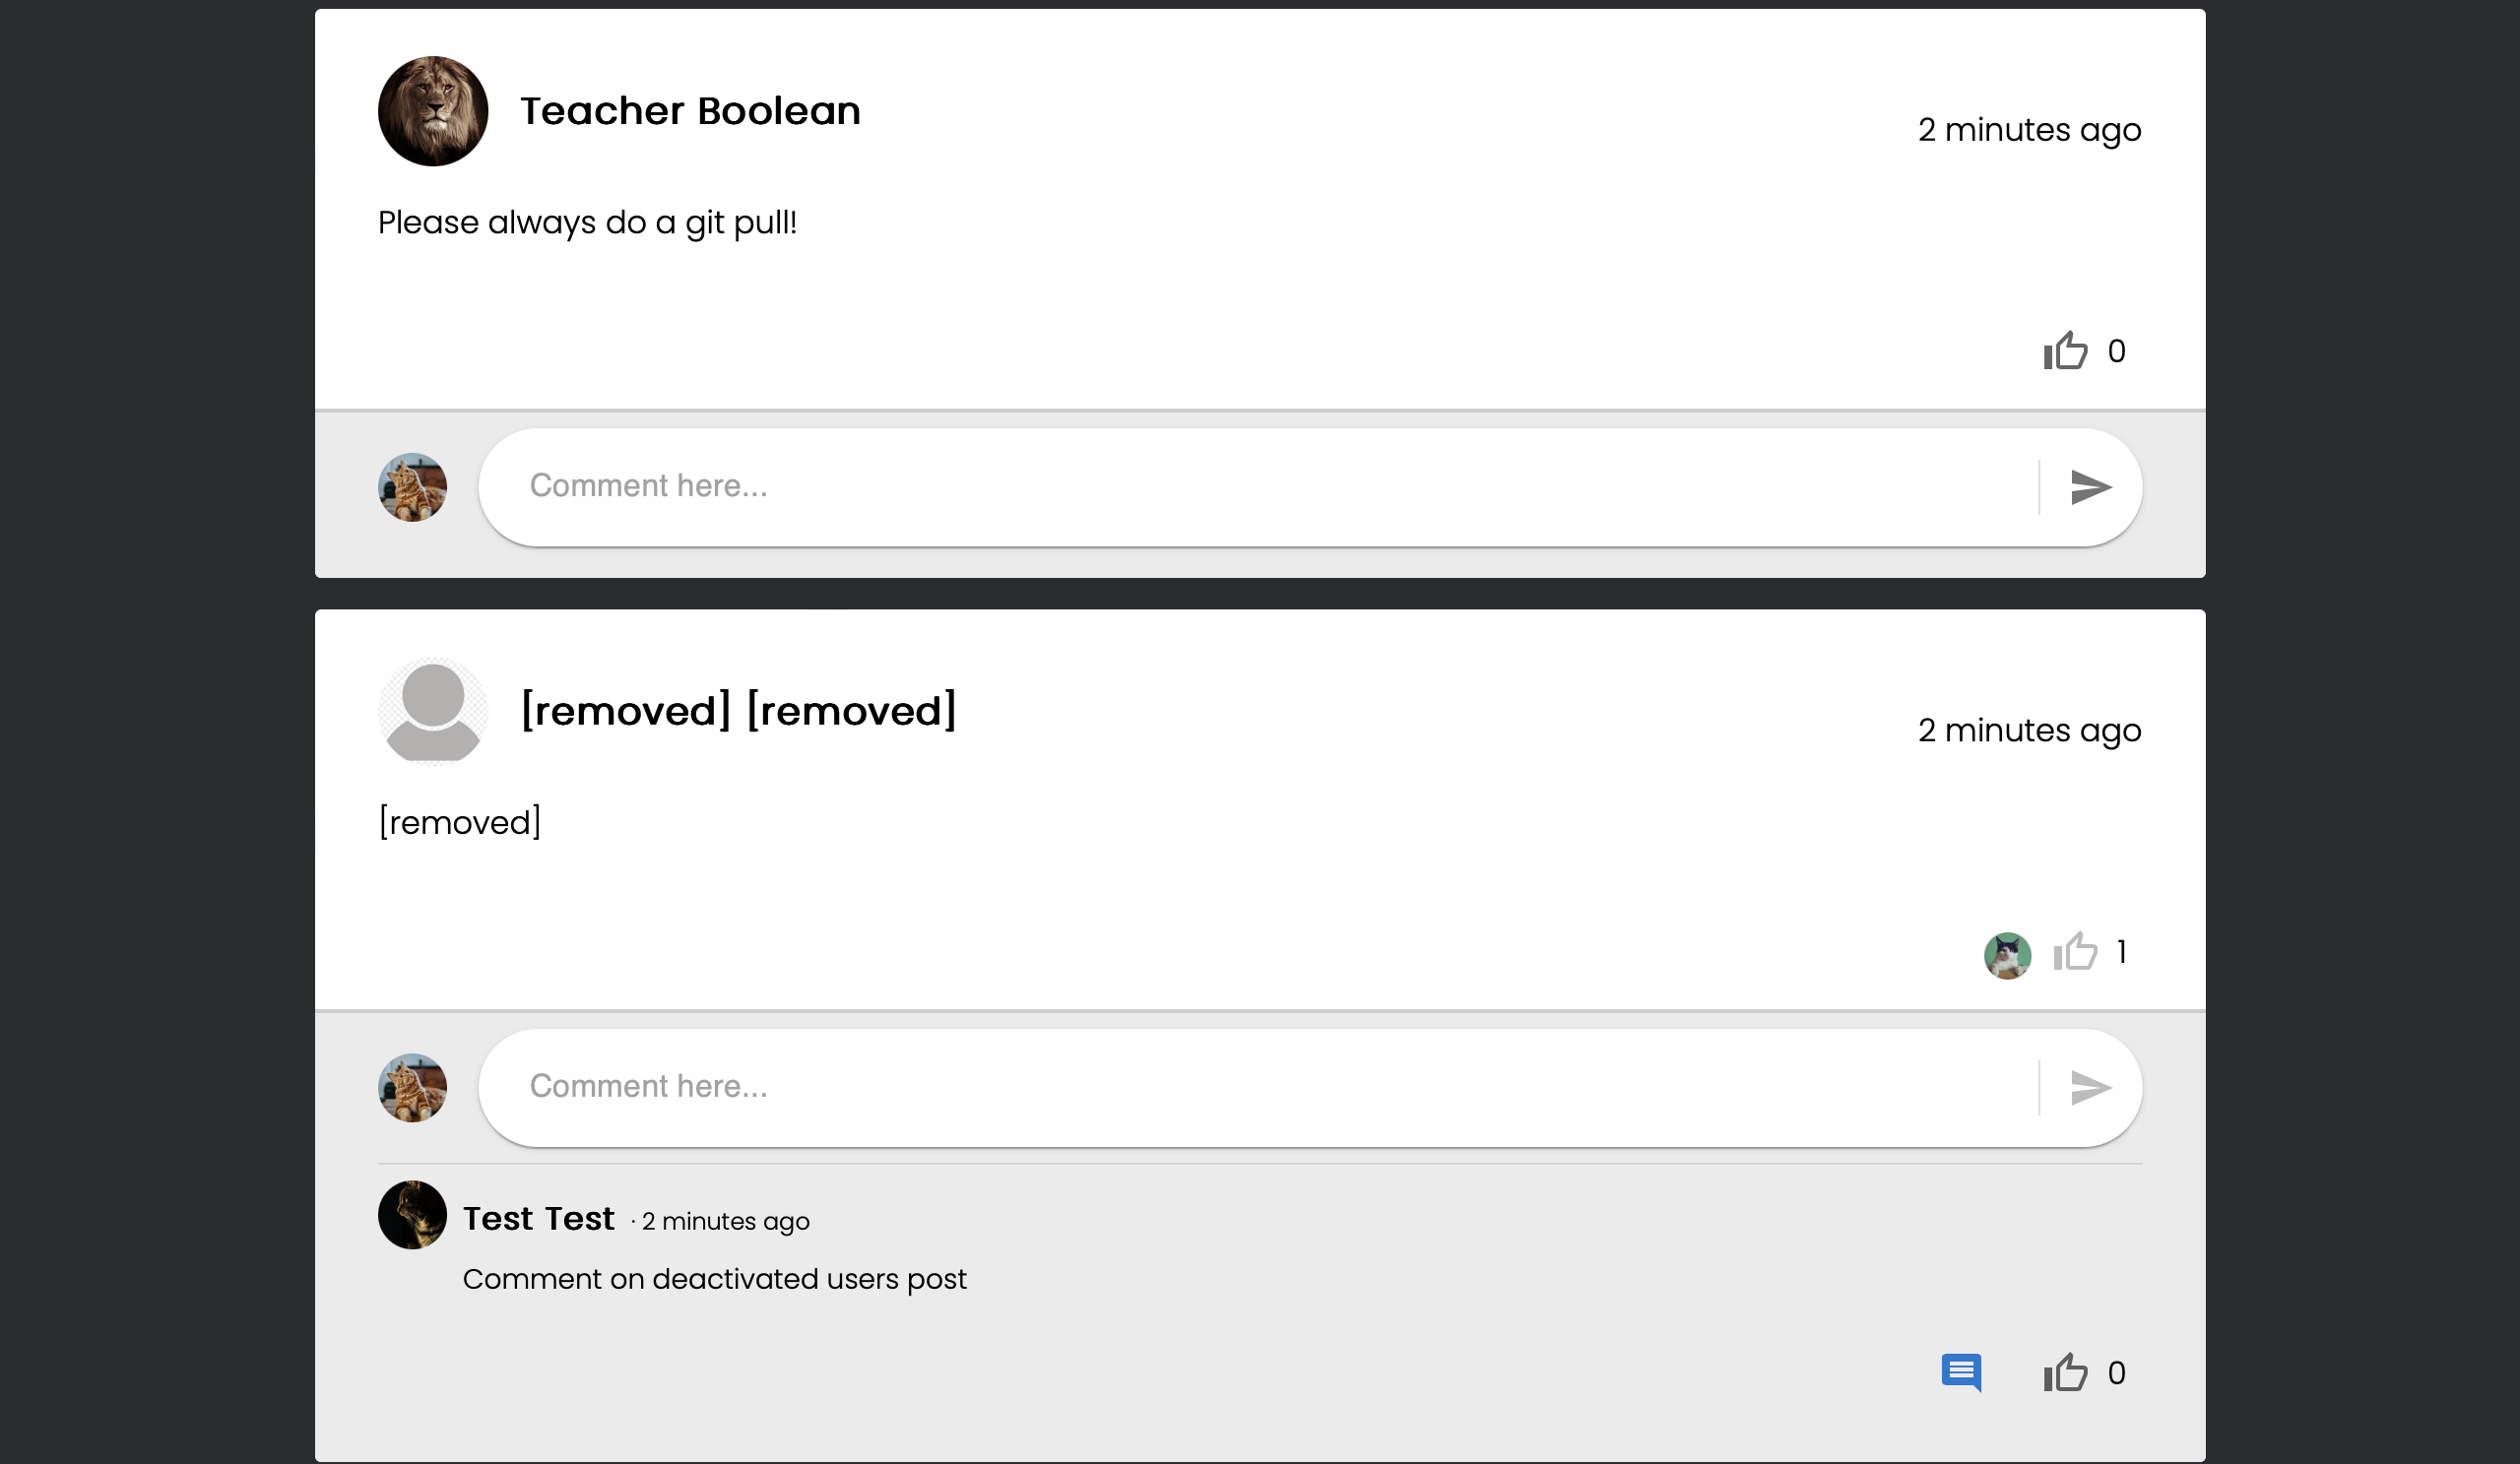 Teacher Boolean
2 minutes ago
Please always do a git pull!
0
Comment here...
[removed] [removed]
2 minutes ago
[removed]
1
Comment here...
Test Test · 2 minutes ago
Comment on deactivated users post
0